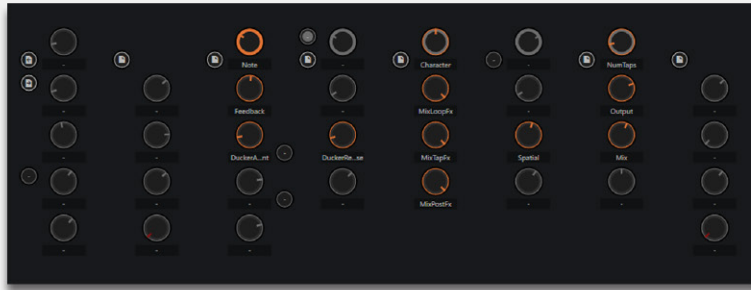 - Note - Character - NumTaps
- - Feedback - MixLoopFx - Output -
- - DuckerA...nt DuckerRe...se MixTapFx Spatial Mix -
- - - - MixPostFx - - -
- - - -